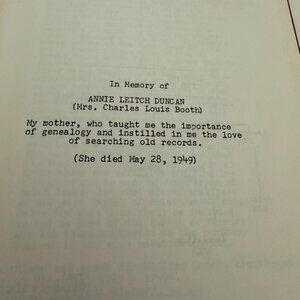 In Memory of
ANNIE LEITCH DUNCAN
(Mrs. Charles Louis Booth)
My mother, who taught me the importance
of genealogy and instilled in me the love
of searching old records.
(She died May 28, 1949)